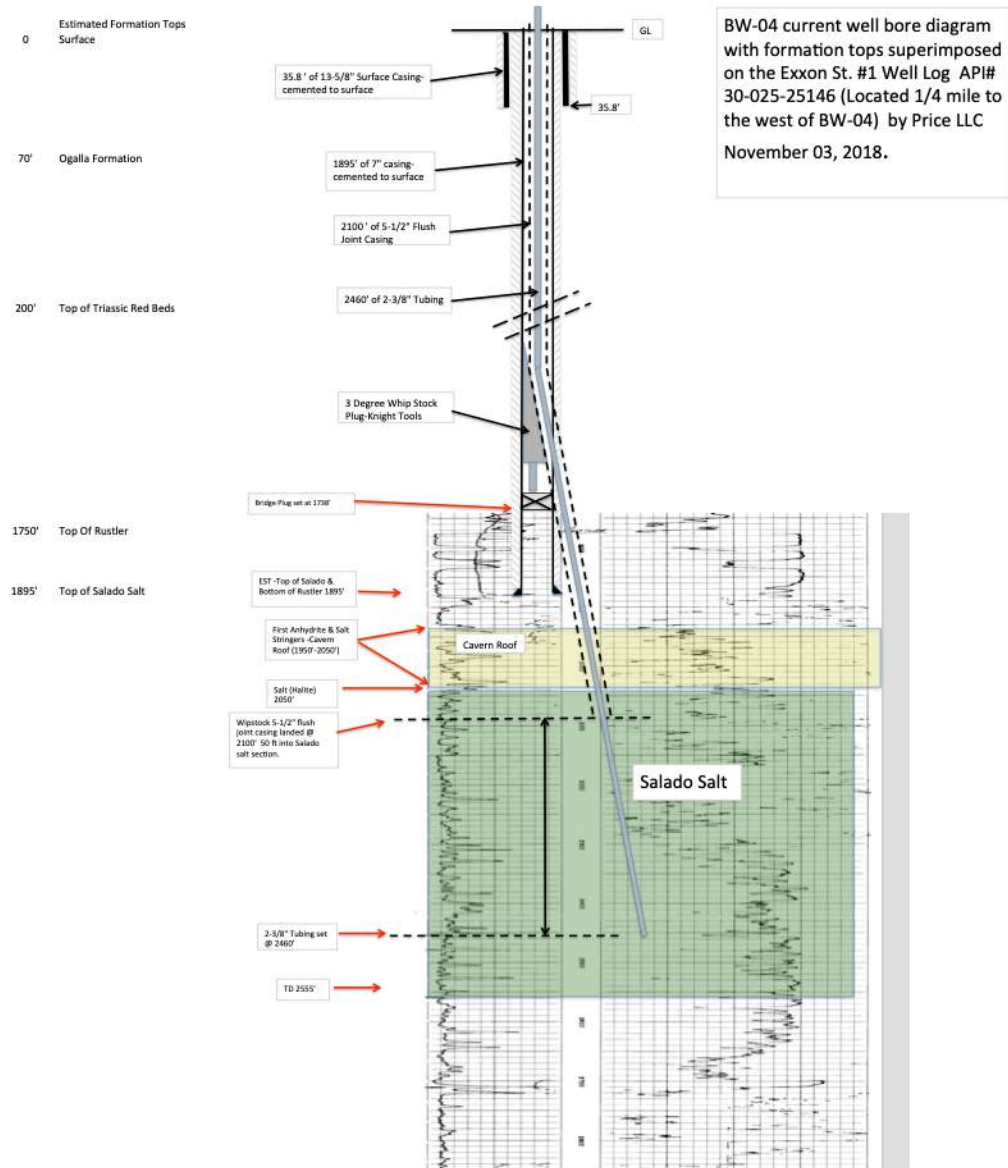 Estimated Formation Tops
0 Surface
GL
BW-04 current well bore diagram
with formation tops superimposed
on the Exxon St. #1 Well Log API#
30-025-25146 (Located 1/4 mile to
the west of BW-04) by Price LLC
November 03, 2018.
35.8 ' of 13-5/8" Surface Casing-
cemented to surface
35.8'
70' Ogalla Formation
1895' of 7" casing-
cemented to surface
2100 ' of 5-1/2" Flush
Joint Casing
2460' of 2-3/8" Tubing
200' Top of Triassic Red Beds
3 Degree Whip Stock
Plug-Knight Tools
Bridge Plug set at 1738'
1750' Top Of Rustler
EST -Top of Salado &
Bottom of Rustler 1895'
1895' Top of Salado Salt
First Anhydrite & Salt
Stringers -Cavern
Roof (1950'-2050')
Cavern Roof
Salt (Halite)
2050'
Wipstock 5-1/2" flush
joint casing landed @
2100' 50 ft into Salado
salt section.
Salado Salt
2-3/8" Tubing set
@ 2460'
TD 2555'